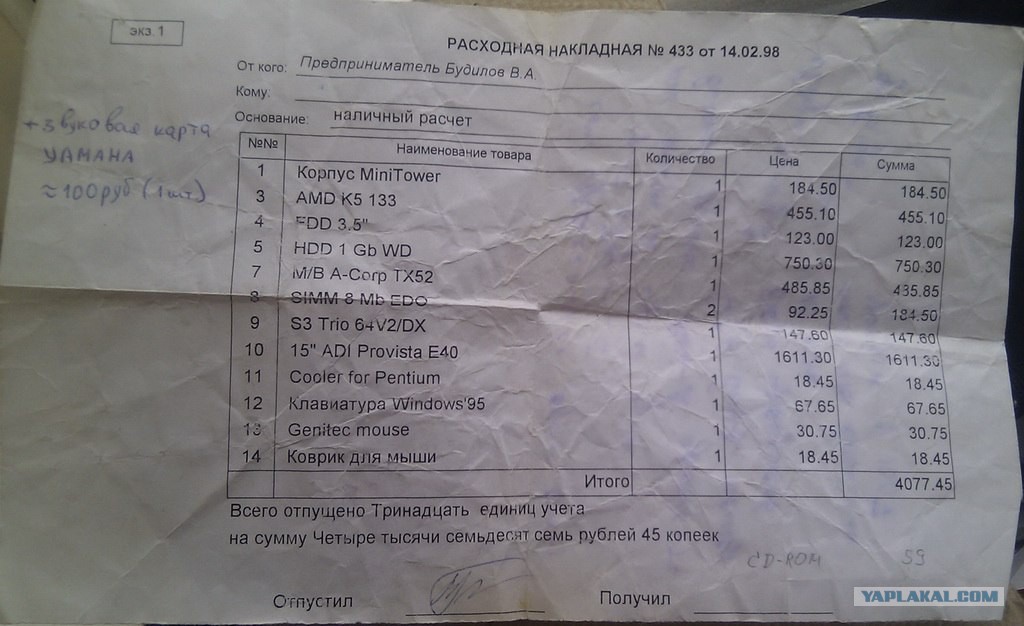 экз. 1
РАСХОДНАЯ НАКЛАДНАЯ № 433 от 14.02.98
От кого: Предприниматель Будилов В.А.
Кому:
Основание: наличный расчет
+ звуковая карта
YAMAHA
≈ 100 руб (1 шт.)
№№ Наименование товара Количество Цена Сумма
1 Корпус MiniTower 1 184.50 184.50
3 AMD K5 133 1 455.10 455.10
4 FDD 3.5" 1 123.00 123.00
5 HDD 1 Gb WD 1 750.30 750.30
7 M/B A-Corp TX52 1 485.85 485.85
8 SIMM 8 Mb EDO 2 92.25 184.50
9 S3 Trio 64V2/DX 1 147.60 147.60
10 15" ADI Provista E40 1 1611.30 1611.30
11 Cooler for Pentium 1 18.45 18.45
12 Клавиатура Windows'95 1 67.65 67.65
13 Genitec mouse 1 30.75 30.75
14 Коврик для мыши 1 18.45 18.45
Итого 4077.45
Всего отпущено Тринадцать единиц учета
на сумму Четыре тысячи семьдесят семь рублей 45 копеек
CD-ROM 59
Отпустил Получил
YAPLAKAL.COM